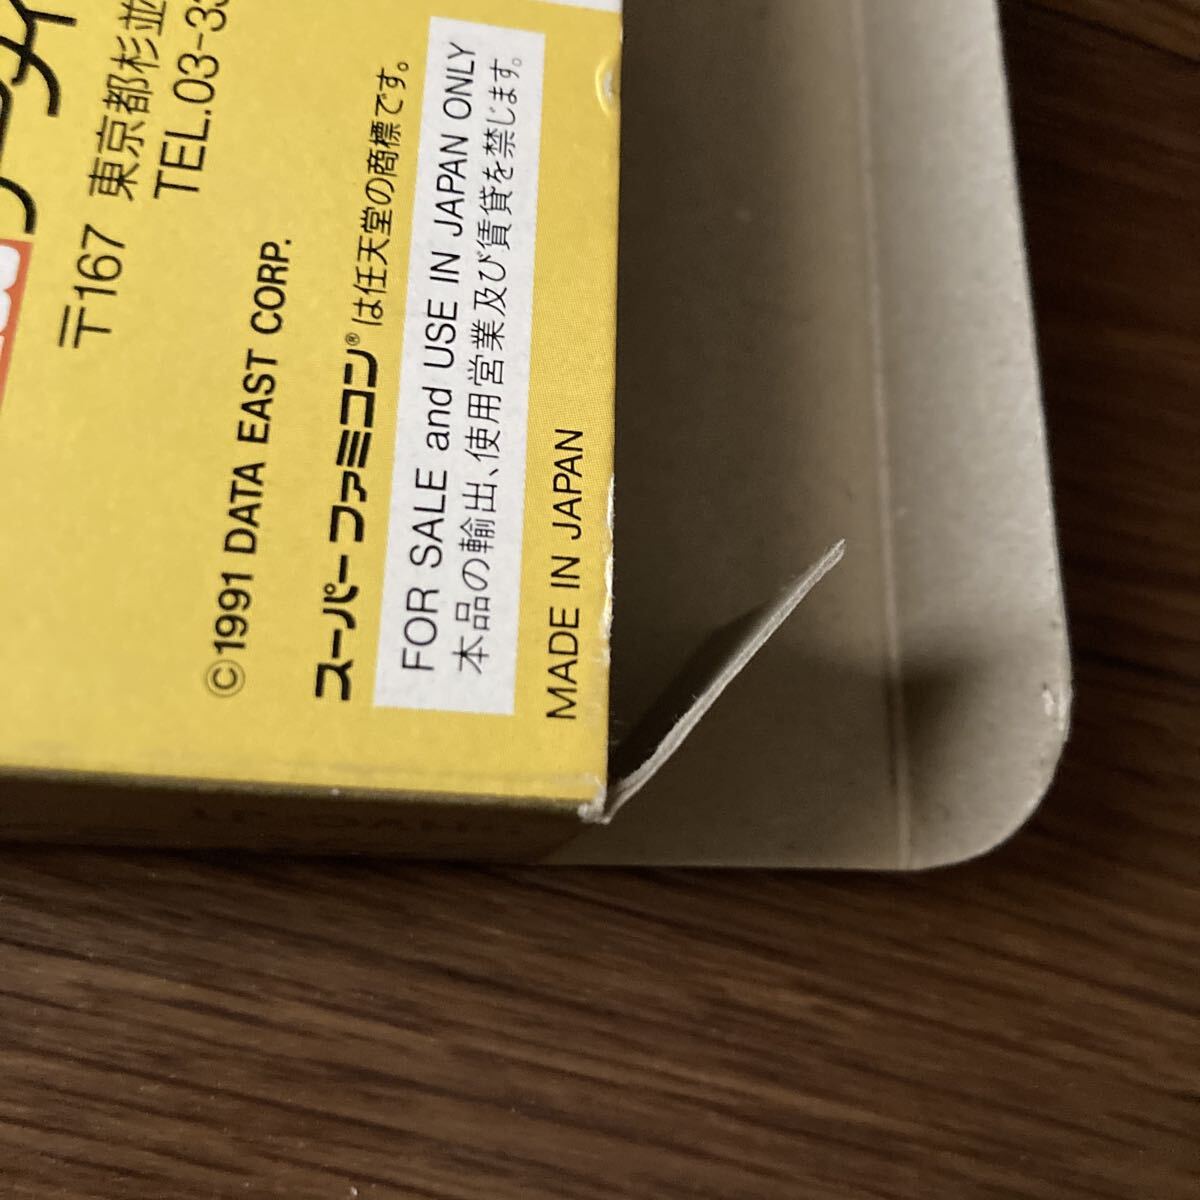 〒167 東京都杉並
TEL.03-33
©1991 DATA EAST CORP.
スーパーファミコン®は任天堂の商標です。
FOR SALE and USE IN JAPAN ONLY
本品の輸出、使用営業及び賃貸を禁じます。
MADE IN JAPAN